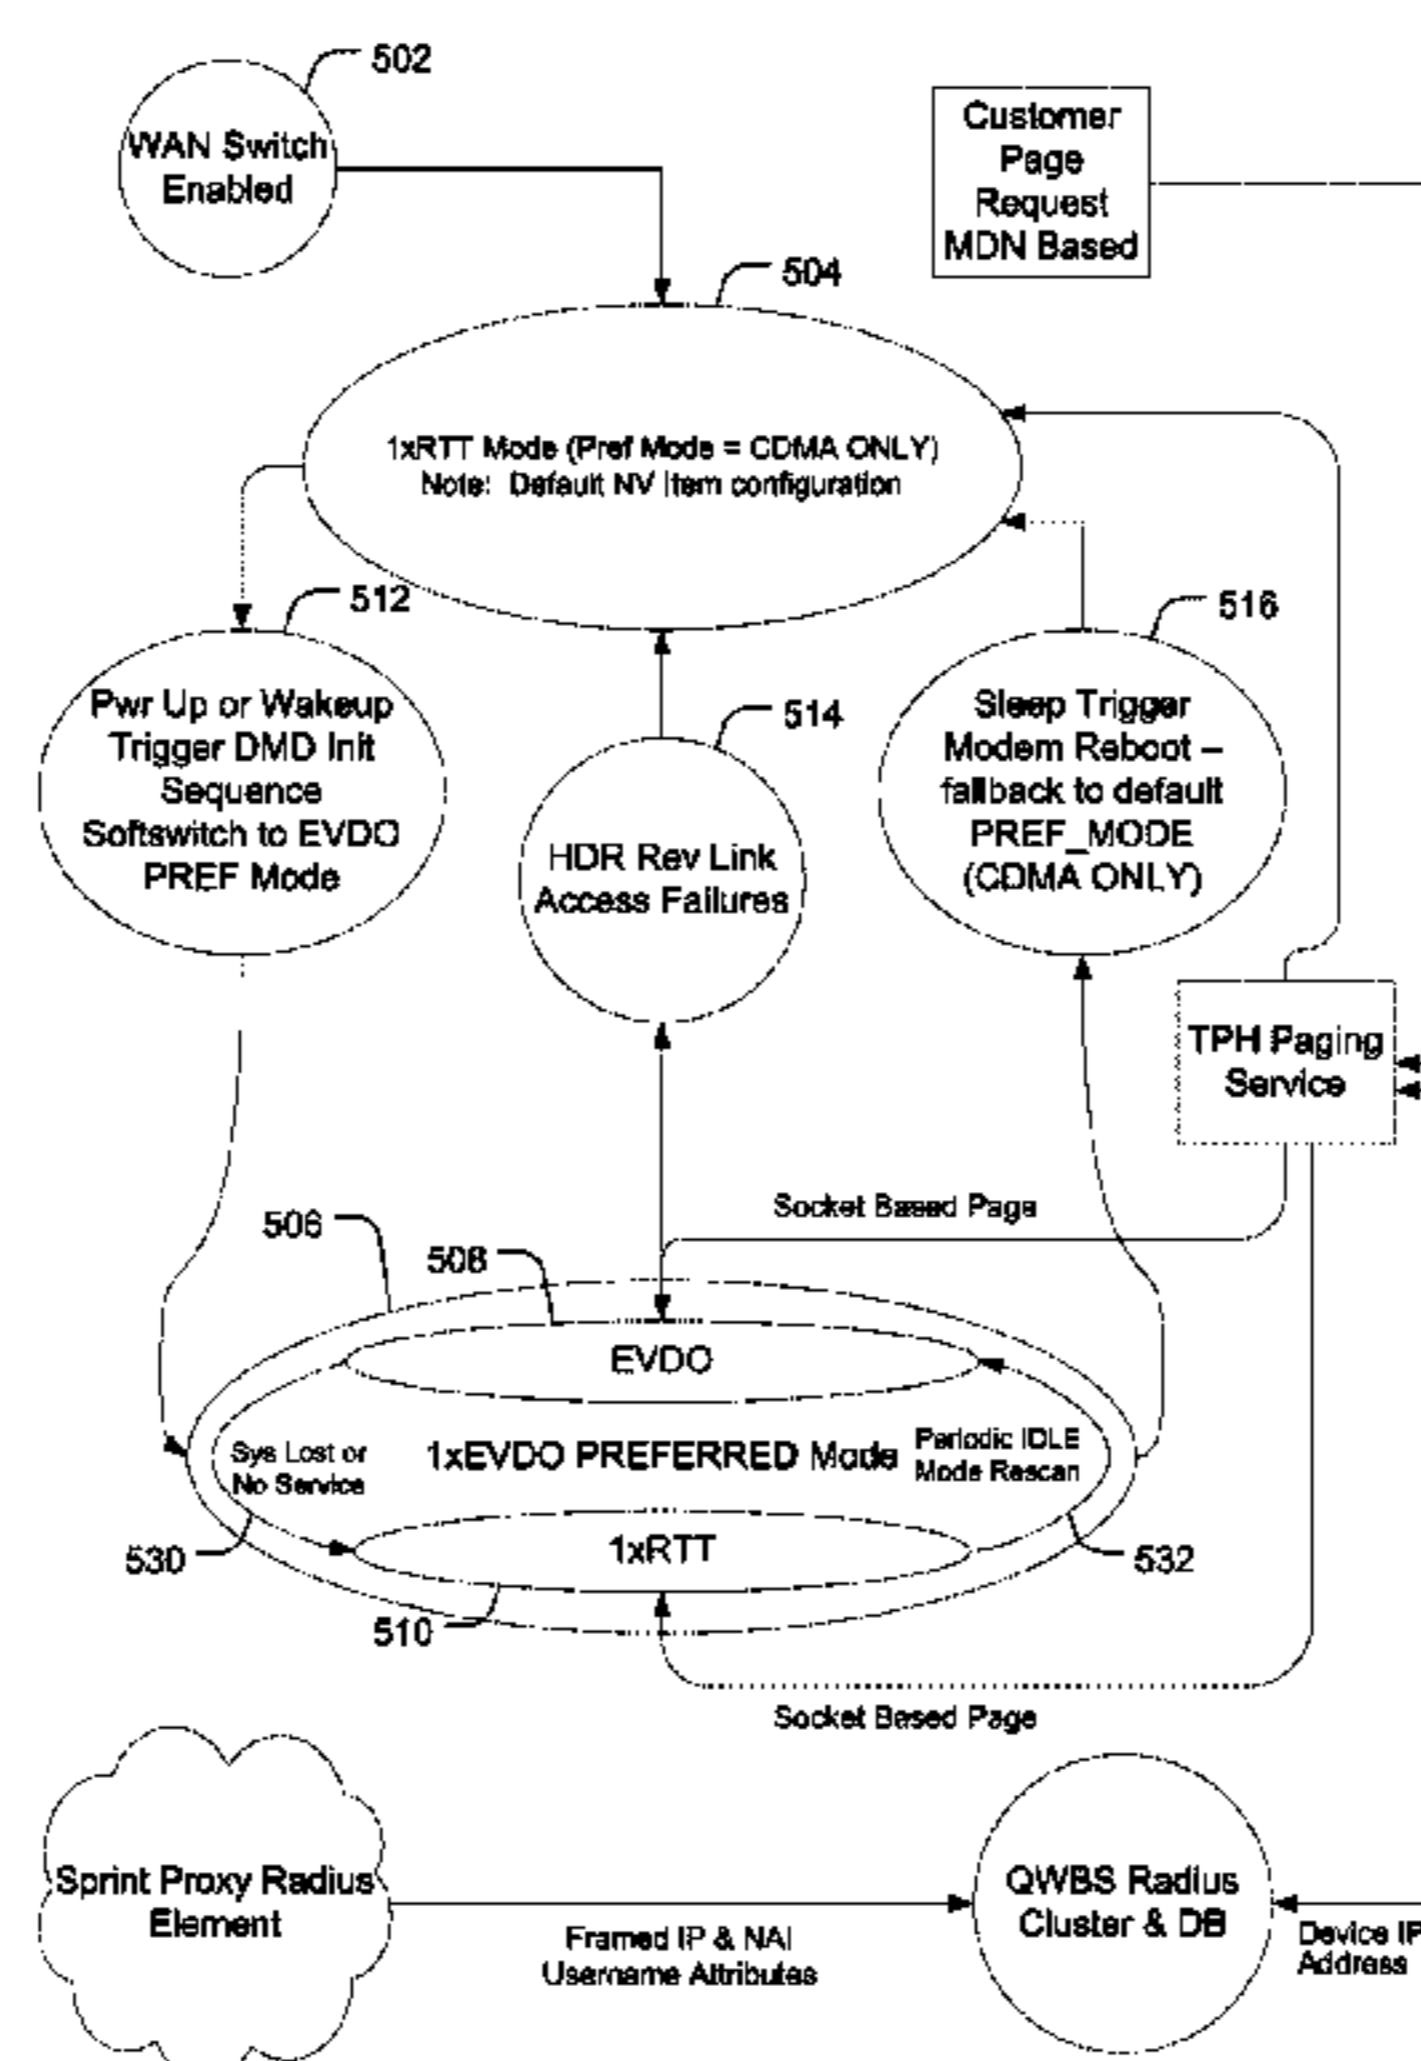 502
WAN Switch
Enabled
Customer
Page
Request
MDN Based
504
1xRTT Mode (Pref Mode = CDMA ONLY)
Note: Default NV Item configuration
512
Pwr Up or Wakeup
Trigger DMD Init
Sequence
Softswitch to EVDO
PREF Mode
514
HDR Rev Link
Access Failures
516
Sleep Trigger
Modem Reboot –
fallback to default
PREF_MODE
(CDMA ONLY)
TPH Paging
Service
Socket Based Page
506
508
EVDO
Sys Lost or
No Service
1xEVDO PREFERRED Mode
Periodic IDLE
Mode Rescan
1xRTT
530
532
510
Socket Based Page
Sprint Proxy Radius
Element
Framed IP & NAI
Username Attributes
QWBS Radius
Cluster & DB
Device IP
Address